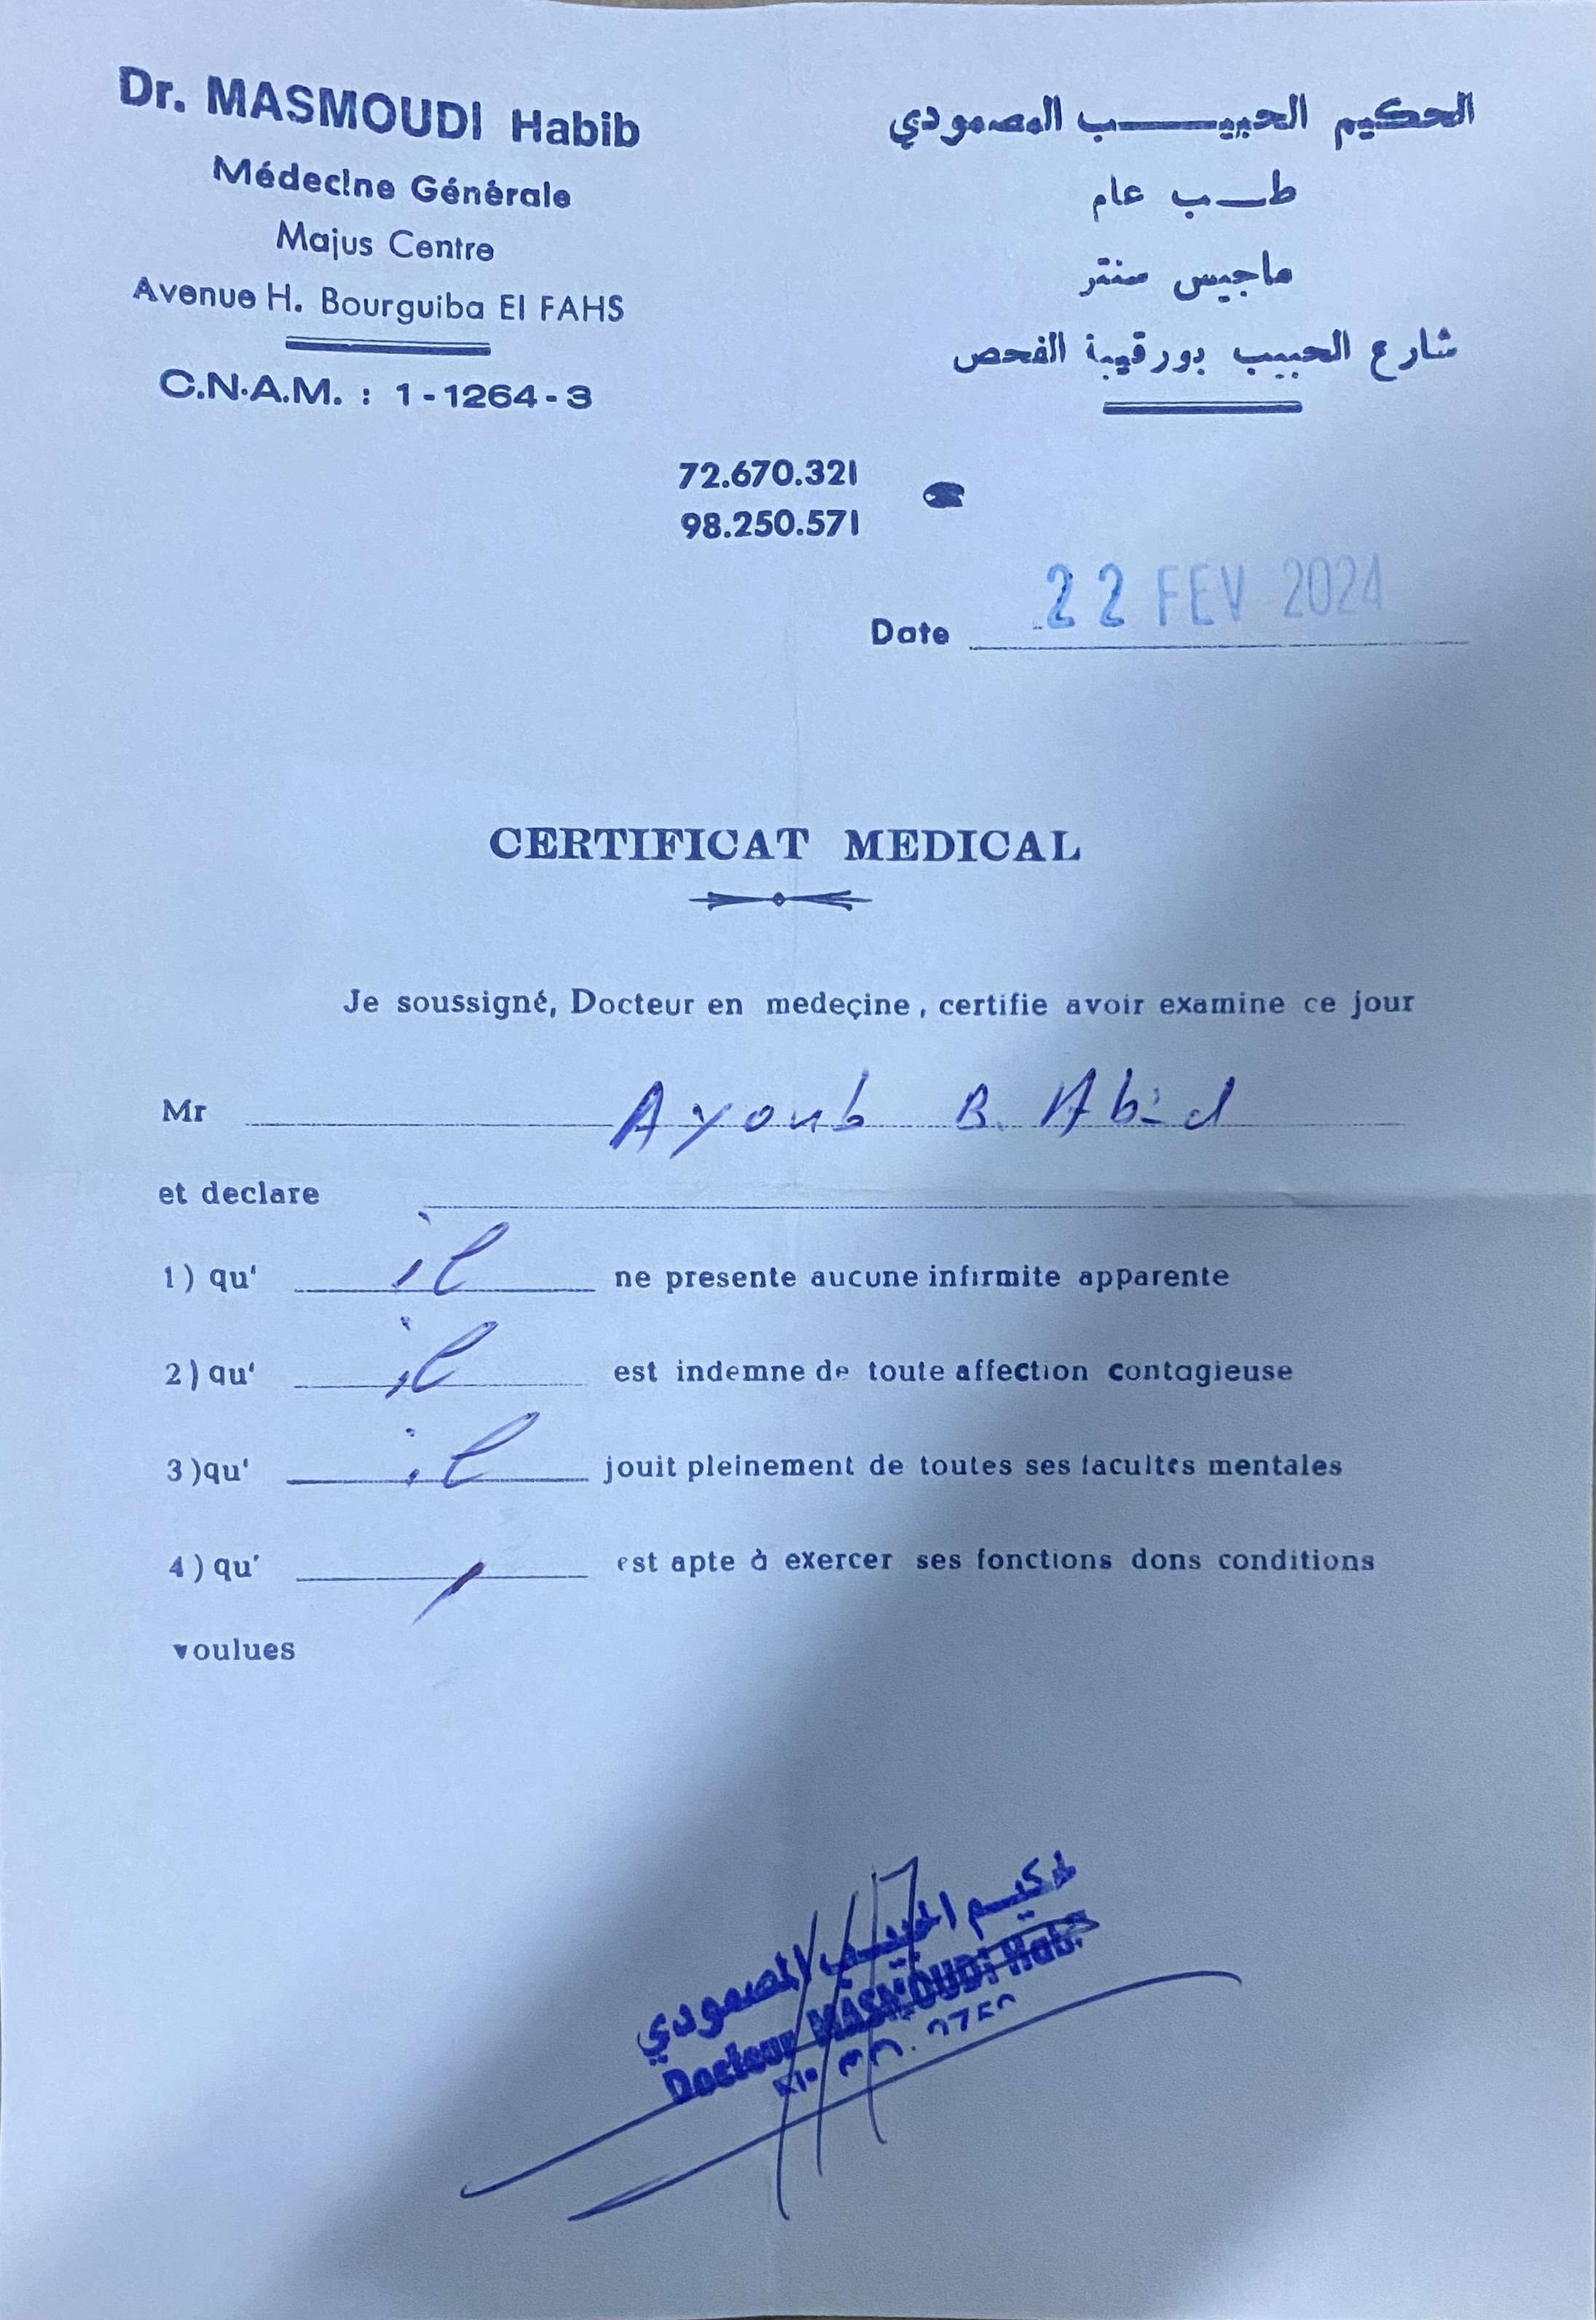 Dr. MASMOUDI Habib
Médecine Générale
Majus Centre
Avenue H. Bourguiba El FAHS
C.N.A.M. : 1-1264-3
الحكيم الحبيـــب المصمودي
طــب عام
ماجيس سنتر
شارع الحبيب بورقيبة الفحص
72.670.321
98.250.571
Date 22 FEV 2024
CERTIFICAT MEDICAL
Je soussigné, Docteur en medeçine, certifie avoir examine ce jour
Mr Ayoub B. Abid
et declare
1) qu' il ne presente aucune infirmite apparente
2) qu' il est indemne de toute affection contagieuse
3) qu' il jouit pleinement de toutes ses facultes mentales
4) qu' est apte à exercer ses fonctions dons conditions
voulues
الحكيم الحبيب المصمودي
Docteur MASMOUDI Hab